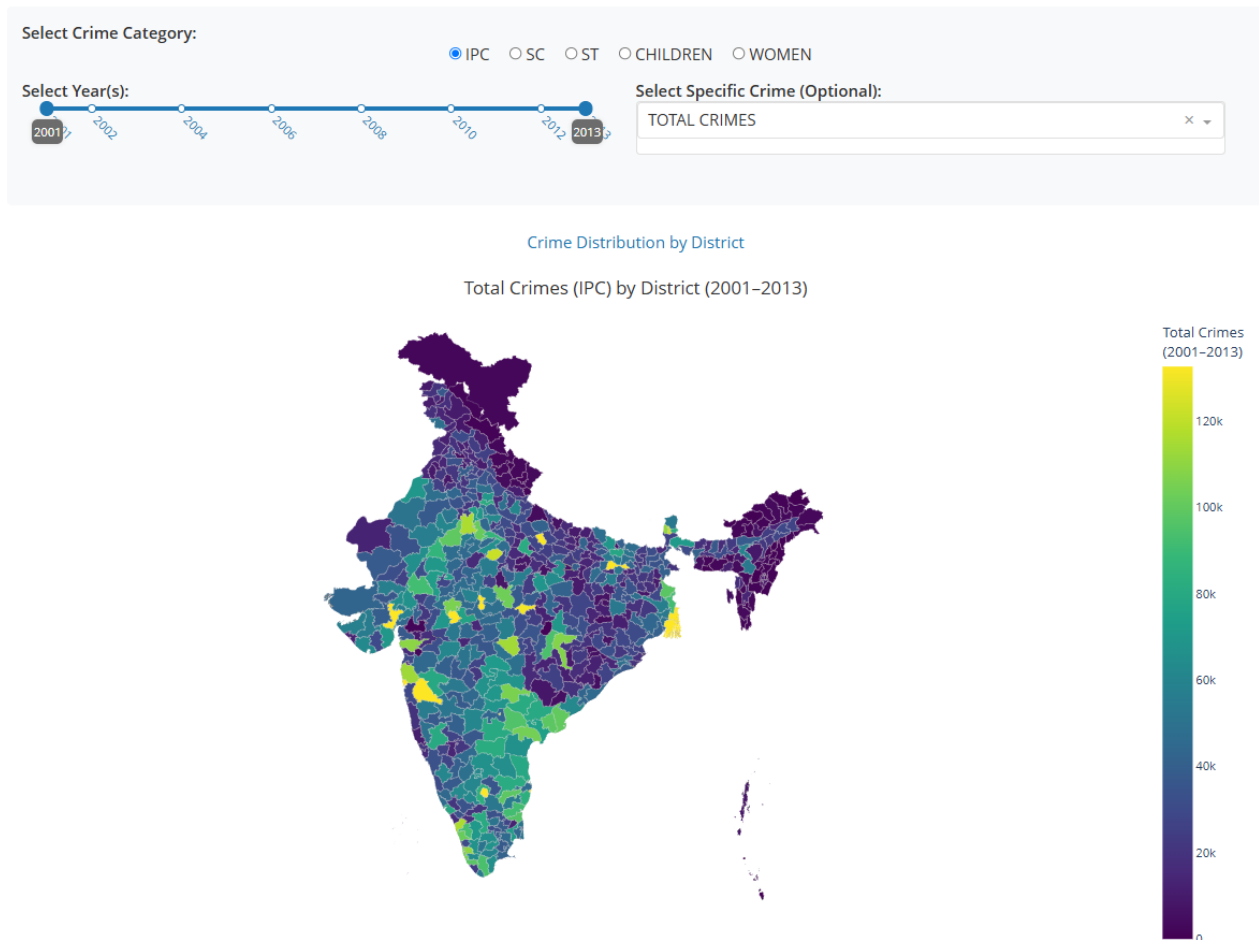 Select Crime Category:
IPC SC ST CHILDREN WOMEN
Select Year(s):
2001 2002 2004 2006 2008 2010 2012 2013
Select Specific Crime (Optional):
TOTAL CRIMES
Crime Distribution by District
Total Crimes (IPC) by District (2001–2013)
Total Crimes
(2001–2013)
120k
100k
80k
60k
40k
20k
0